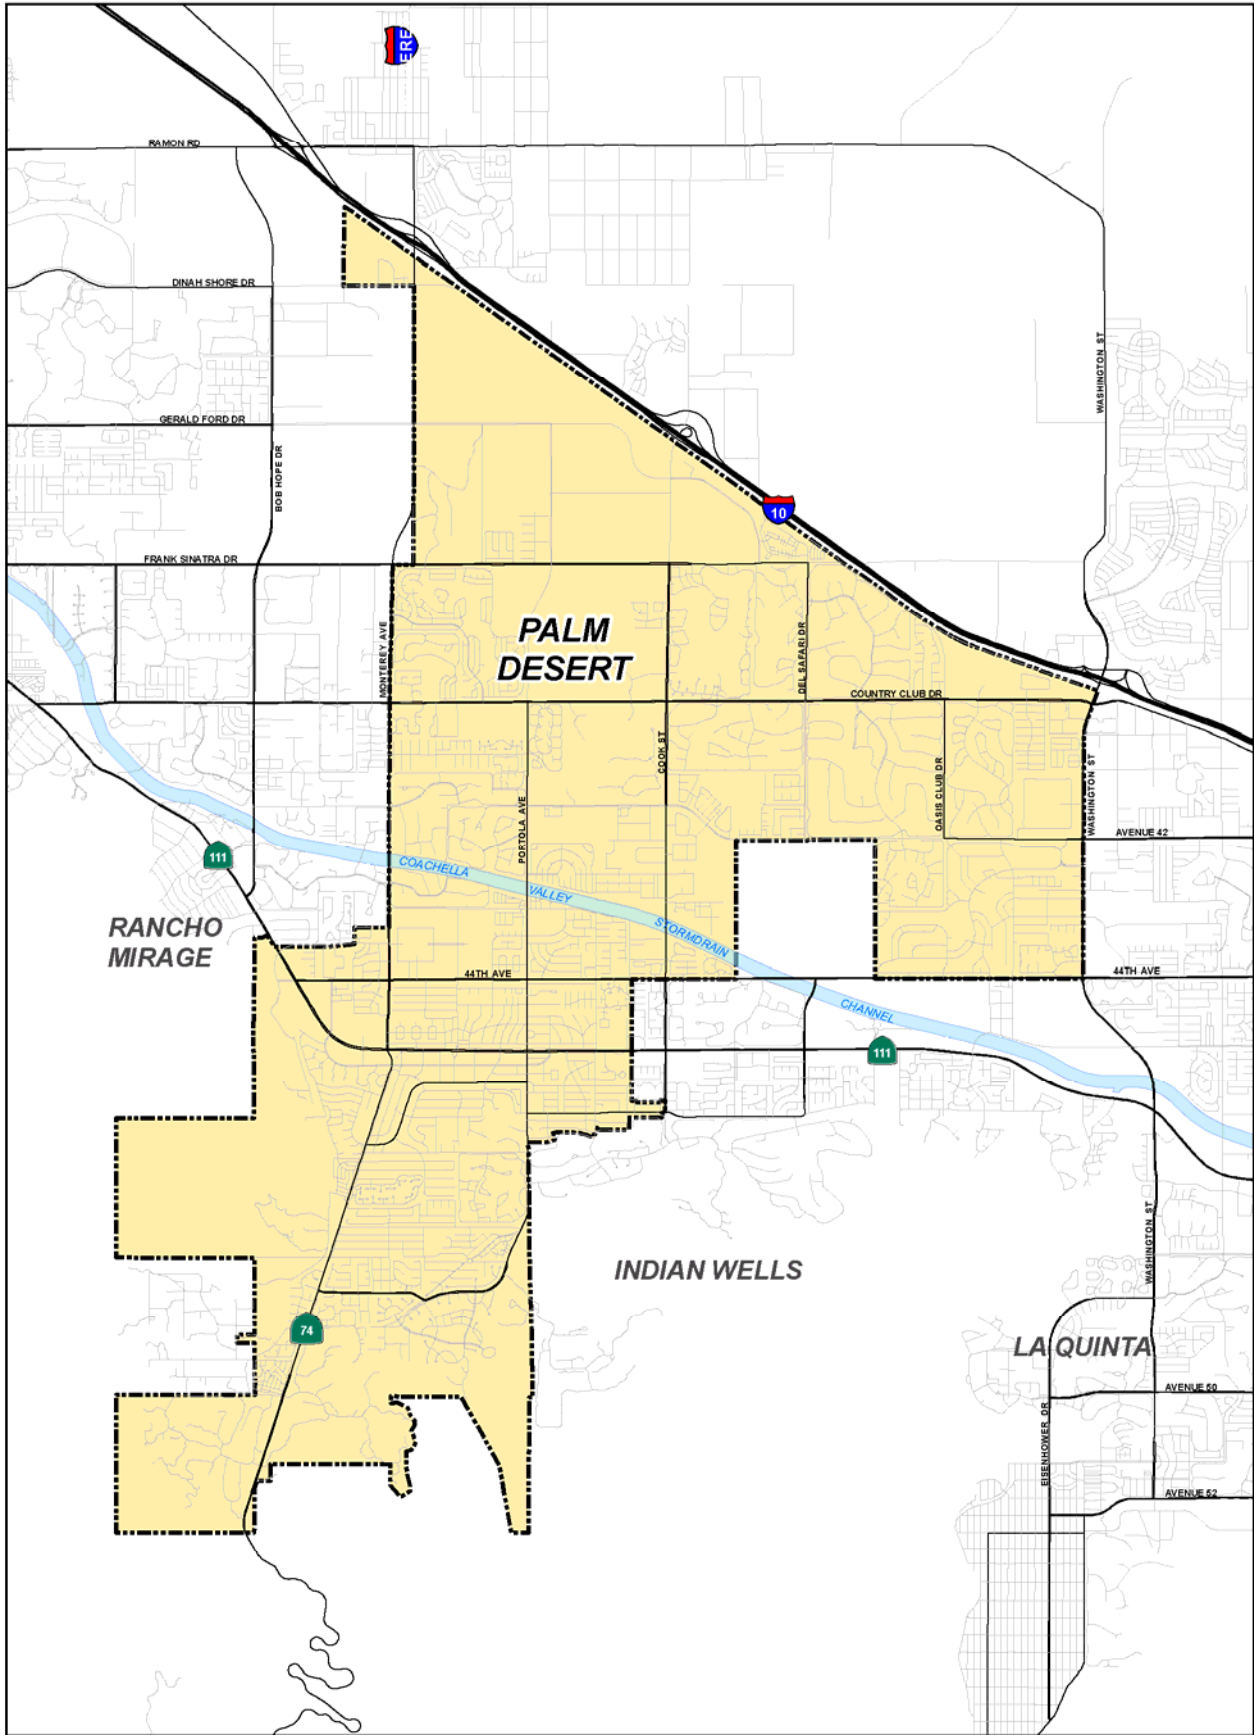 ERE
RAMON RD
DINAH SHORE DR
WASHINGTON ST
GERALD FORD DR
BOB HOPE DR
10
FRANK SINATRA DR
PALM
DESERT
MONTEREY AVE
DEL SAFARI DR
COUNTRY CLUB DR
COOK ST
OASIS CLUB DR
WASHINGTON ST
PORTOLA AVE
AVENUE 42
111
COACHELLA
VALLEY
STORMDRAIN
CHANNEL
RANCHO
MIRAGE
44TH AVE
44TH AVE
111
INDIAN WELLS
WASHINGTON ST
74
LA QUINTA
AVENUE 50
EISENHOWER DR
AVENUE 52